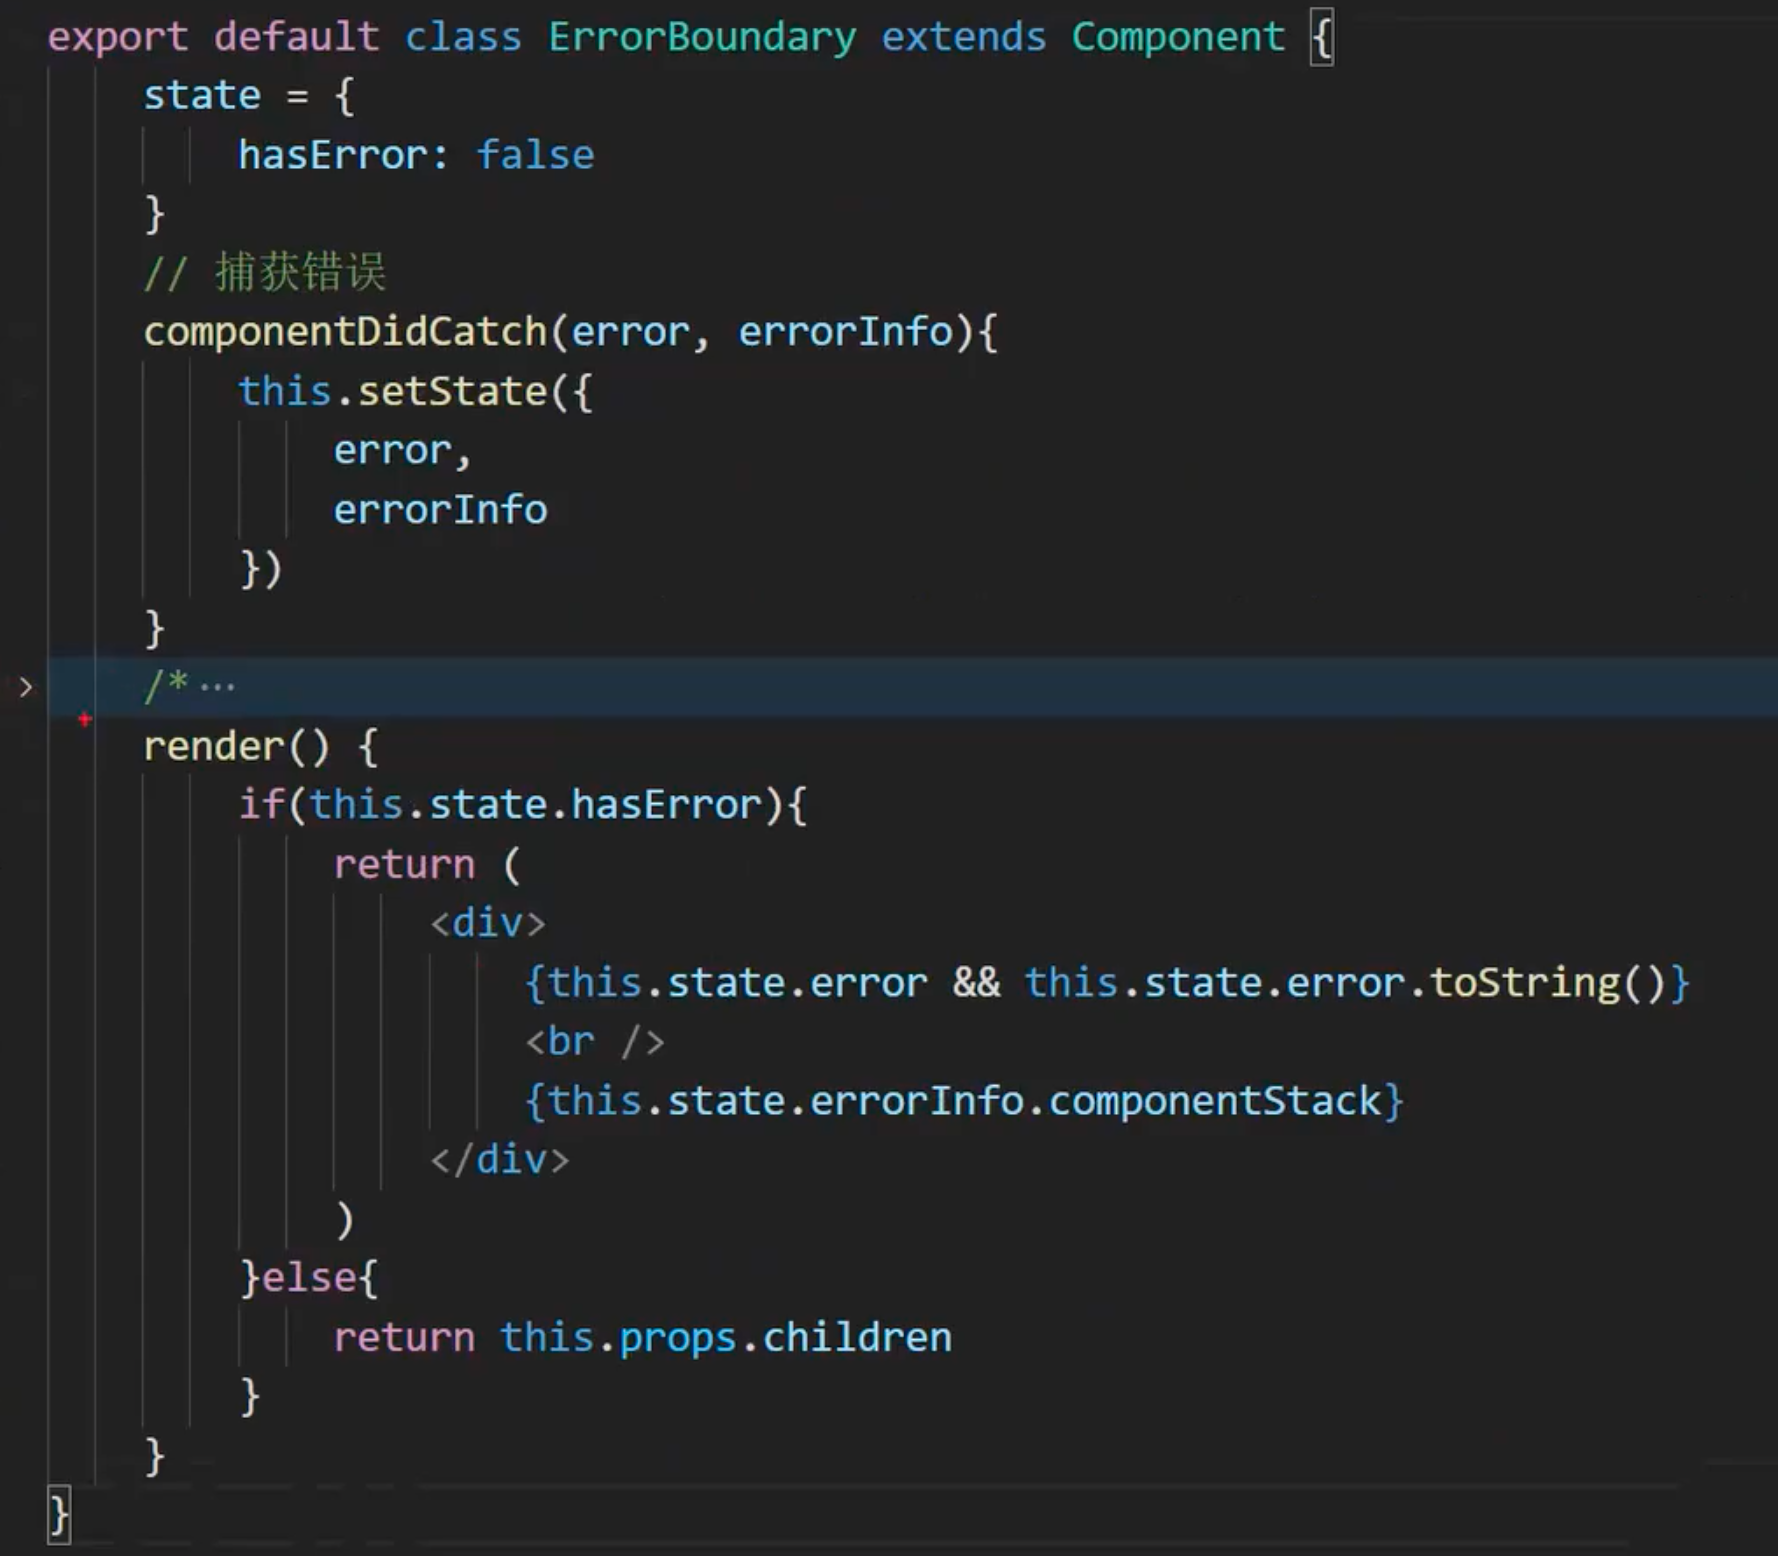 export default class ErrorBoundary extends Component {
state = {
hasError: false
}
// 捕获错误
componentDidCatch(error, errorInfo){
this.setState({
error,
errorInfo
})
}
/*···
render() {
if(this.state.hasError){
return (
<div>
{this.state.error && this.state.error.toString()}
<br />
{this.state.errorInfo.componentStack}
</div>
)
}else{
return this.props.children
}
}
}